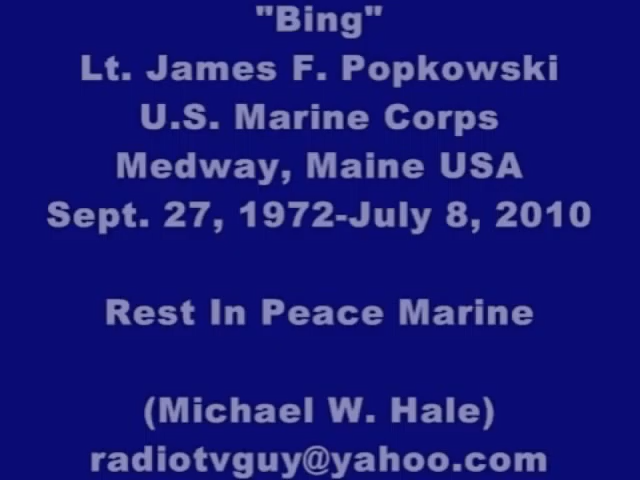 "Bing"
Lt. James F. Popkowski
U.S. Marine Corps
Medway, Maine USA
Sept. 27, 1972-July 8, 2010
Rest In Peace Marine
(Michael W. Hale)
radiotvguy@yahoo.com